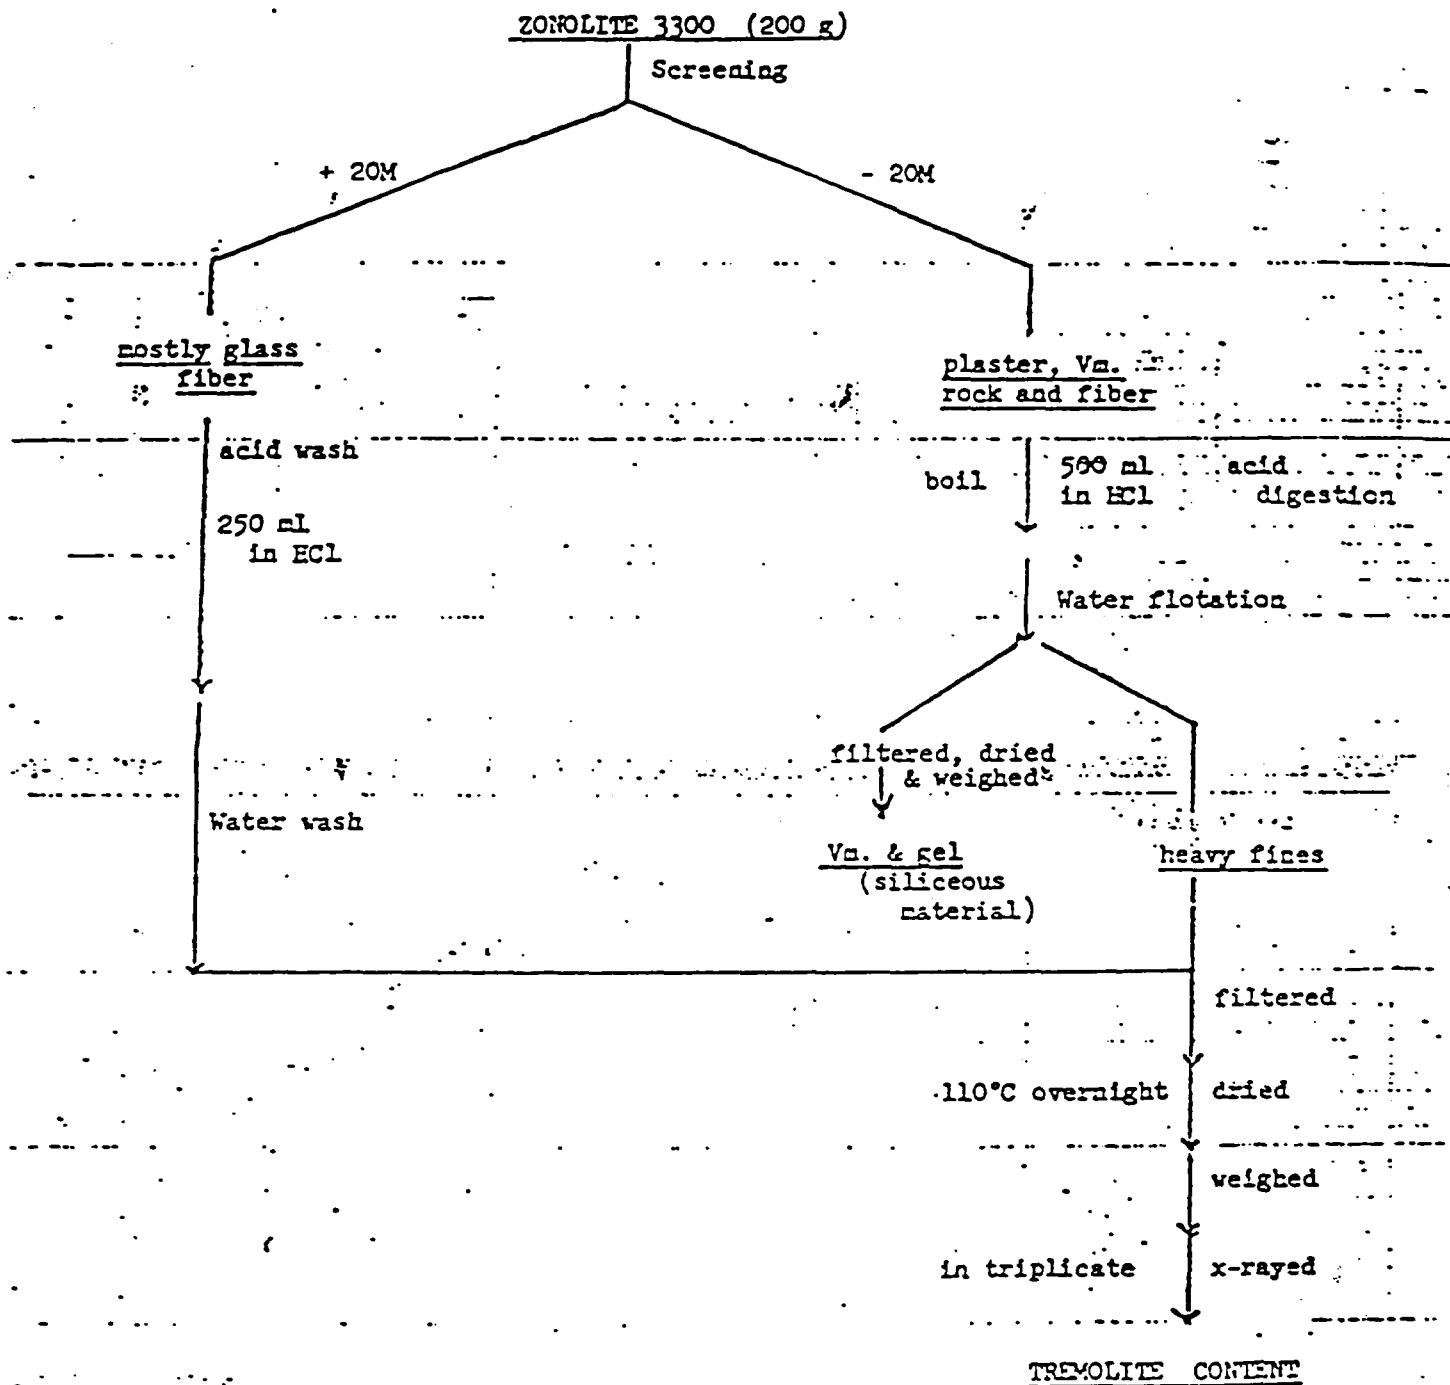 ZONOLITE 3300 (200 g)
Screening
+ 20M
- 20M
mostly glass
fiber
plaster, Vm.
rock and fiber
acid wash
250 ml
in HCl
boil
500 ml
in HCl
acid
digestion
Water flotation
filtered, dried
& weighed
Water wash
Vm. & gel
(siliceous
material)
heavy fines
filtered
110°C overnight
dried
weighed
in triplicate
x-rayed
TREMOLITE CONTENT